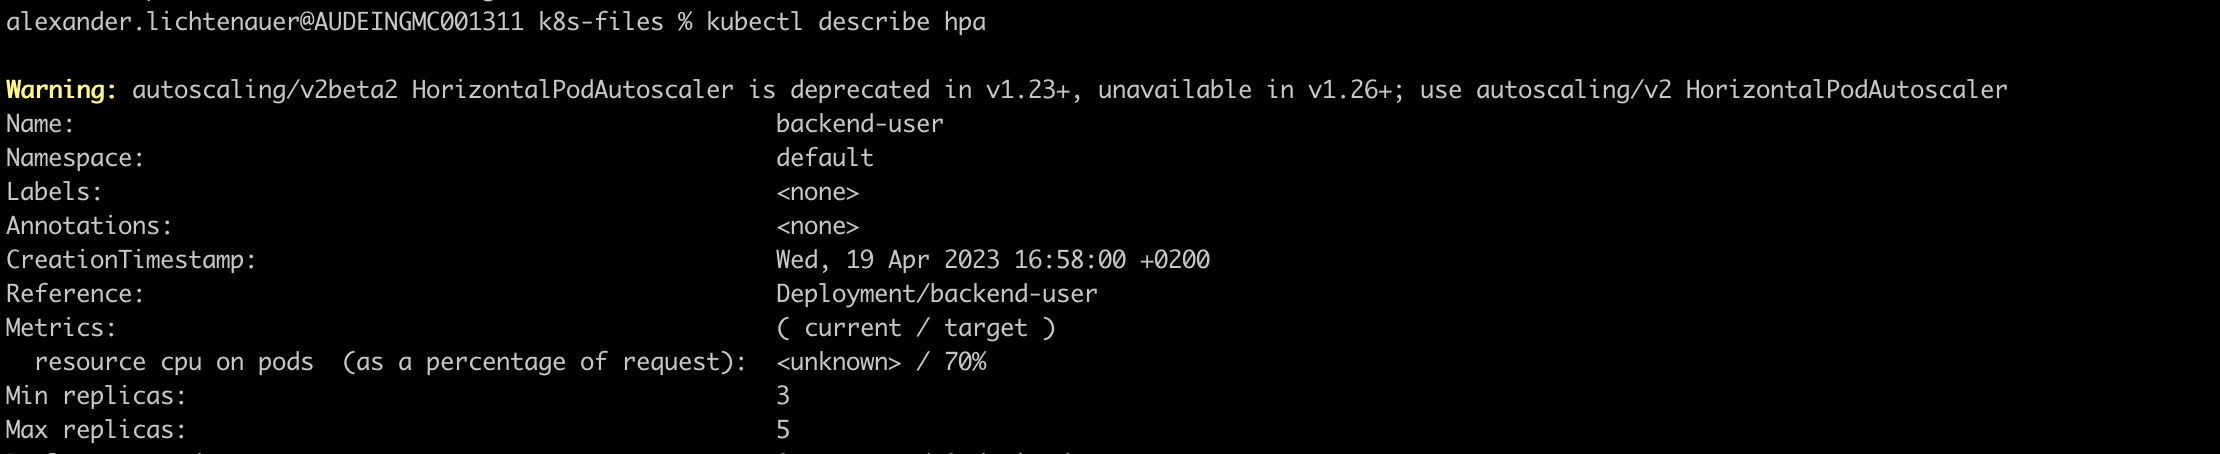 alexander.lichtenauer@AUDEINGMC001311 k8s-files % kubectl describe hpa
Warning: autoscaling/v2beta2 HorizontalPodAutoscaler is deprecated in v1.23+, unavailable in v1.26+; use autoscaling/v2 HorizontalPodAutoscaler
Name: backend-user
Namespace: default
Labels: <none>
Annotations: <none>
CreationTimestamp: Wed, 19 Apr 2023 16:58:00 +0200
Reference: Deployment/backend-user
Metrics: ( current / target )
resource cpu on pods (as a percentage of request): <unknown> / 70%
Min replicas: 3
Max replicas: 5